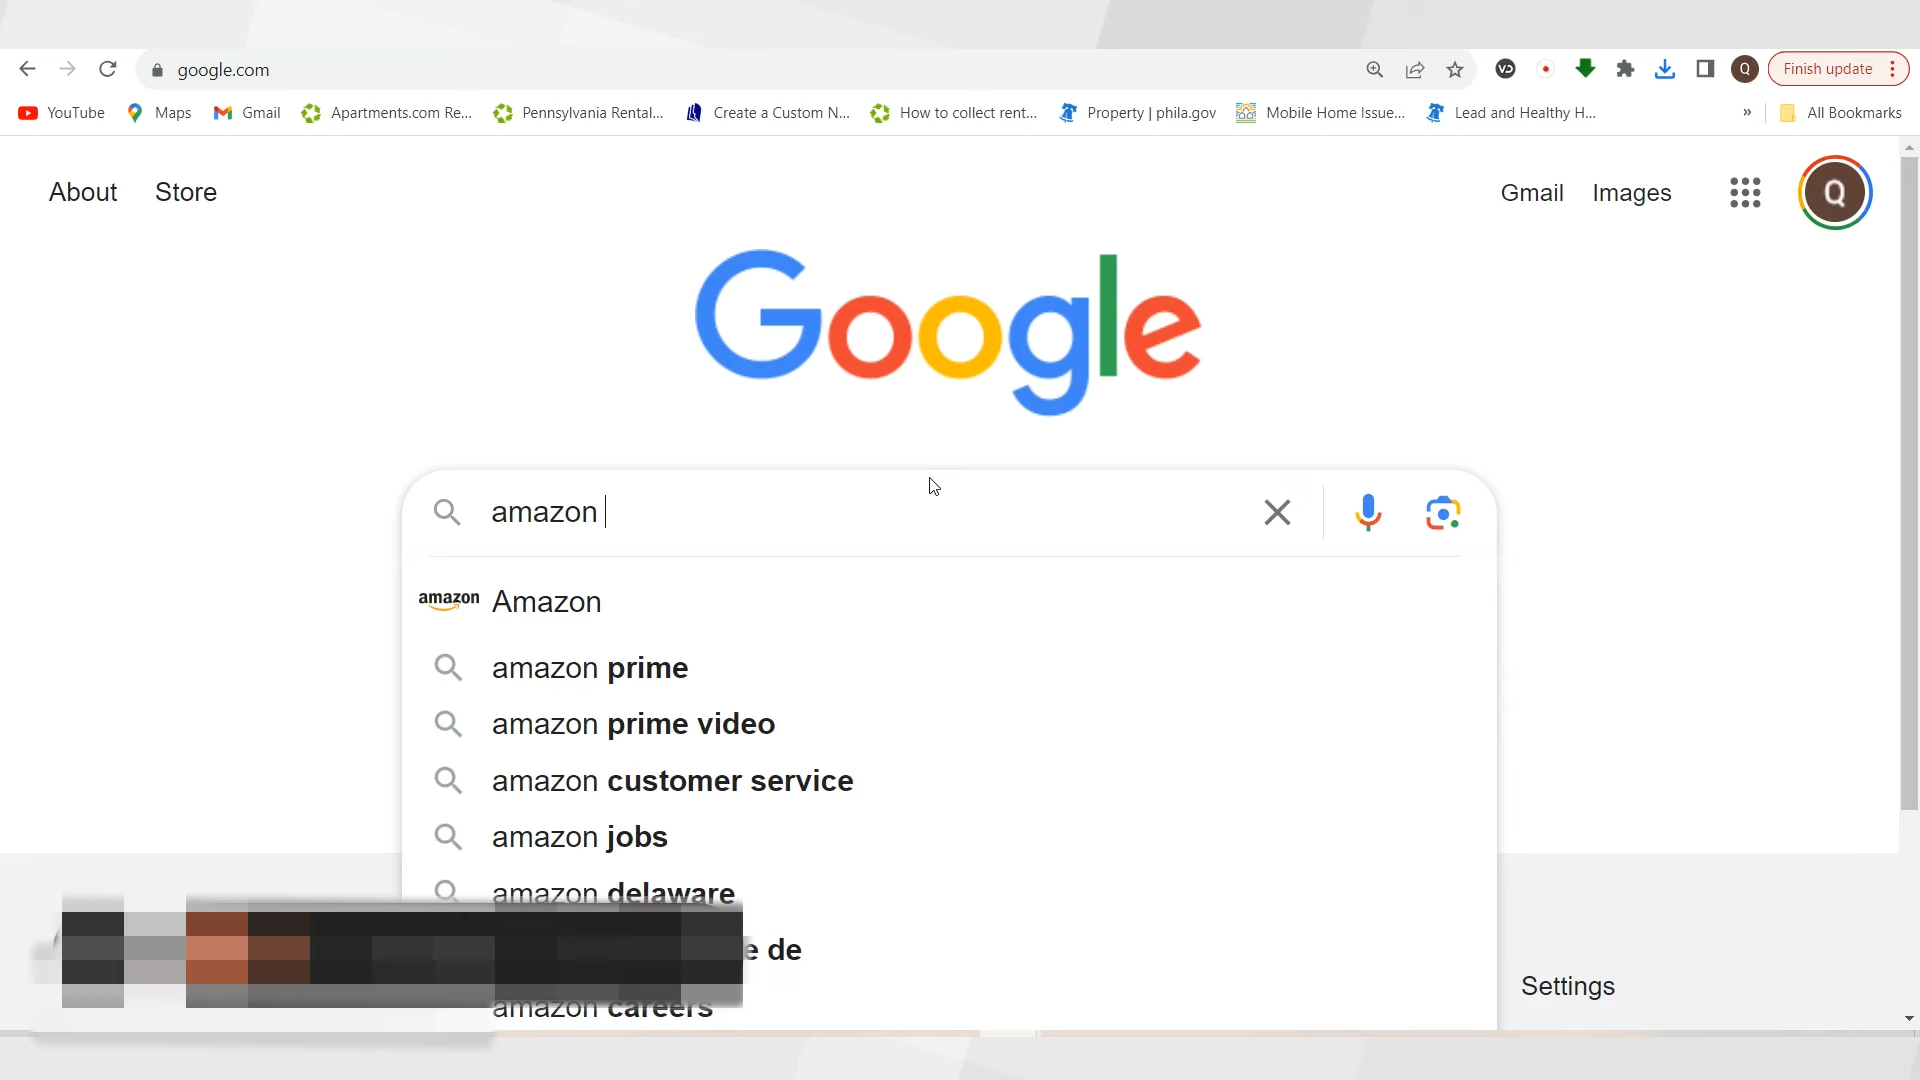 google.com
VD
Q
Finish update
YouTube
Maps
Gmail
Apartments.com Re...
Pennsylvania Rental...
Create a Custom N...
How to collect rent...
Property | phila.gov
Mobile Home Issue...
Lead and Healthy H...
»
All Bookmarks
About
Store
Gmail
Images
Q
Google
amazon
amazon Amazon
amazon prime
amazon prime video
amazon customer service
amazon jobs
amazon delaware
de
amazon careers
Settings